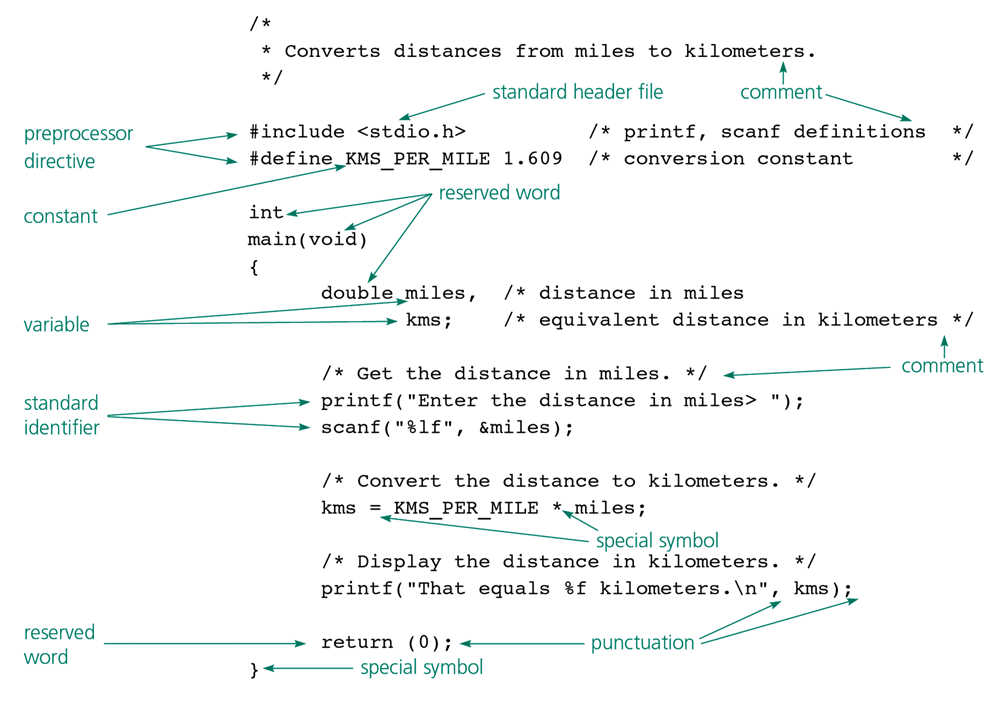 /*
* Converts distances from miles to kilometers.
*/
standard header file comment
preprocessor
directive
#include <stdio.h> /* printf, scanf definitions */
#define KMS_PER_MILE 1.609 /* conversion constant */
reserved word
constant
int
main(void)
{
double miles, /* distance in miles
variable
kms; /* equivalent distance in kilometers */
comment
/* Get the distance in miles. */
standard
identifier
printf("Enter the distance in miles> ");
scanf("%lf", &miles);
/* Convert the distance to kilometers. */
kms = KMS_PER_MILE * miles;
special symbol
/* Display the distance in kilometers. */
printf("That equals %f kilometers.\n", kms);
reserved
word
return (0);
punctuation
} special symbol